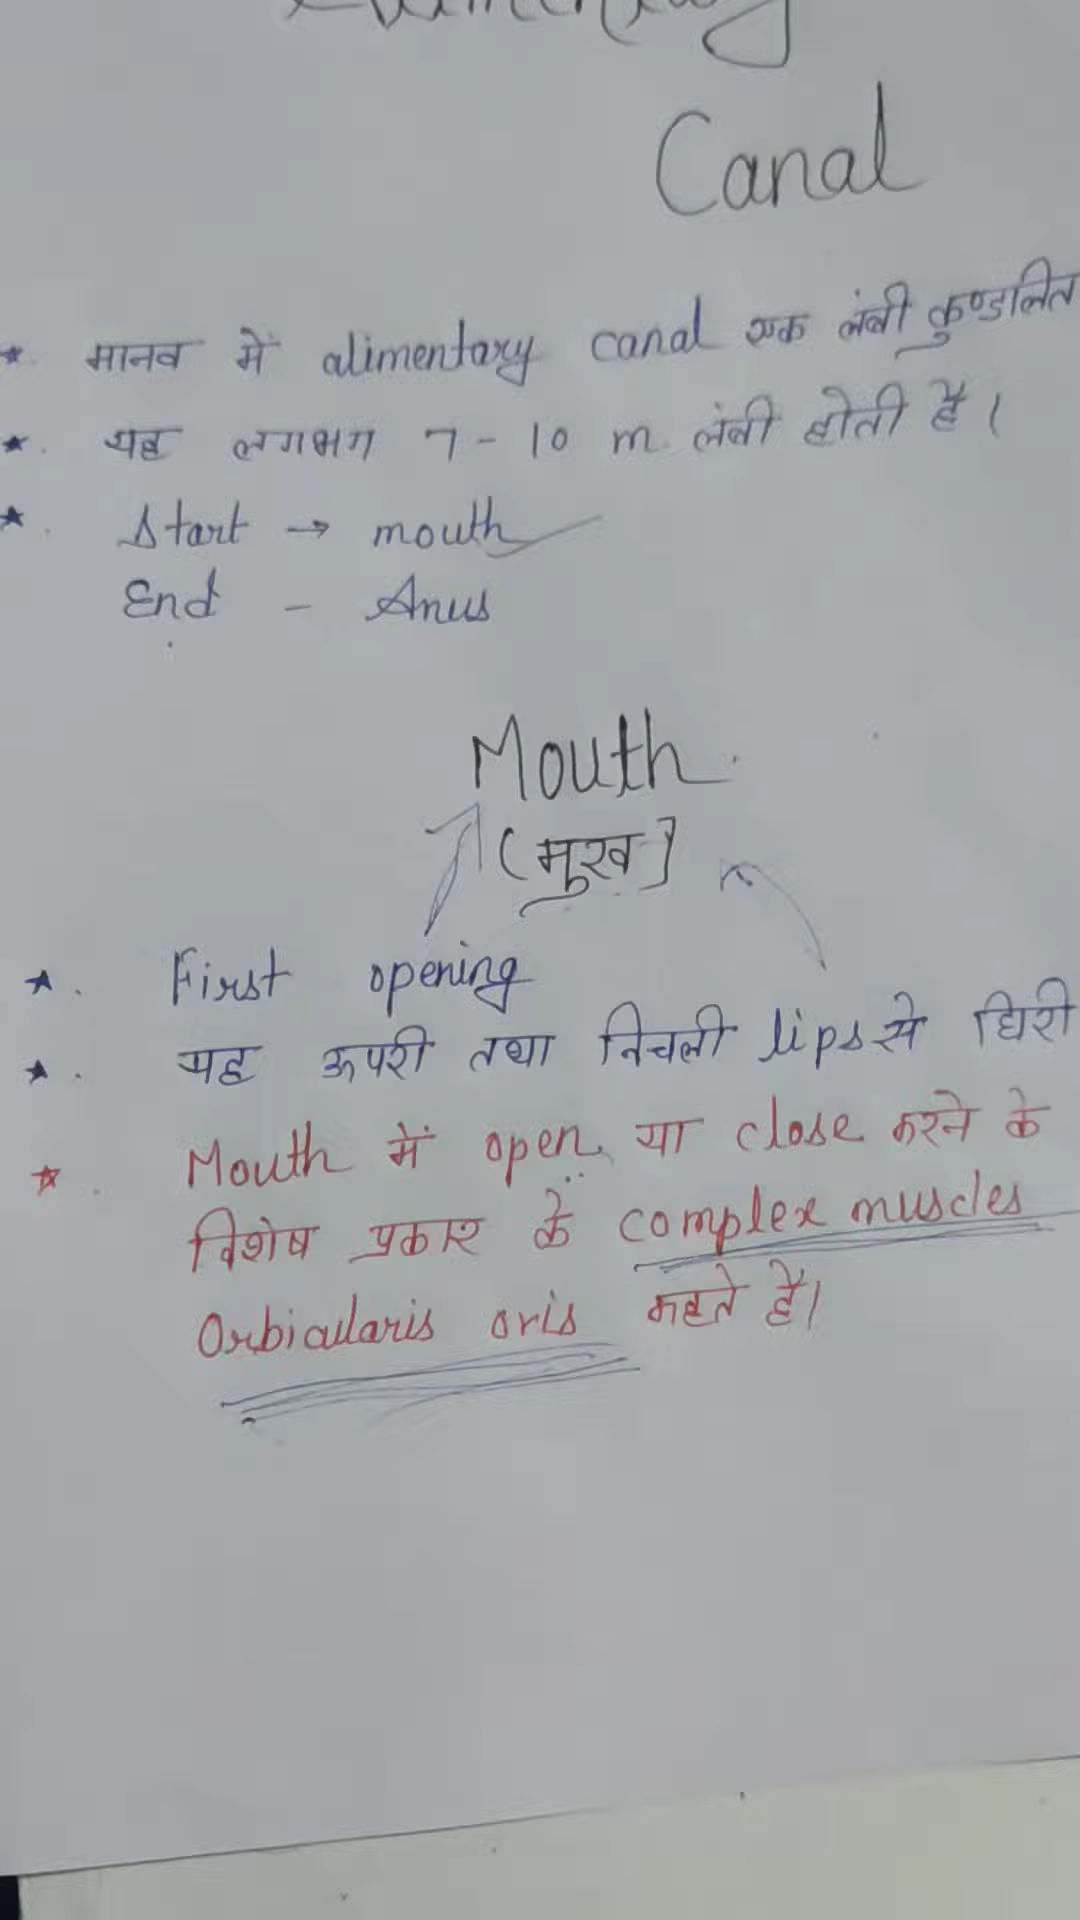 Alimentary
Canal
★. मानव में alimentary canal एक लंबी कुण्डलित
★. यह लगभग 7 - 10 m लंबी होती है।
★. Start → mouth
End - Anus
Mouth
(मुख)
★. First opening
★. यह ऊपरी तथा निचली lips से घिरी
★. Mouth में open या close करने के
विशेष प्रकार के complex muscles
Orbicularis oris कहते हैं।